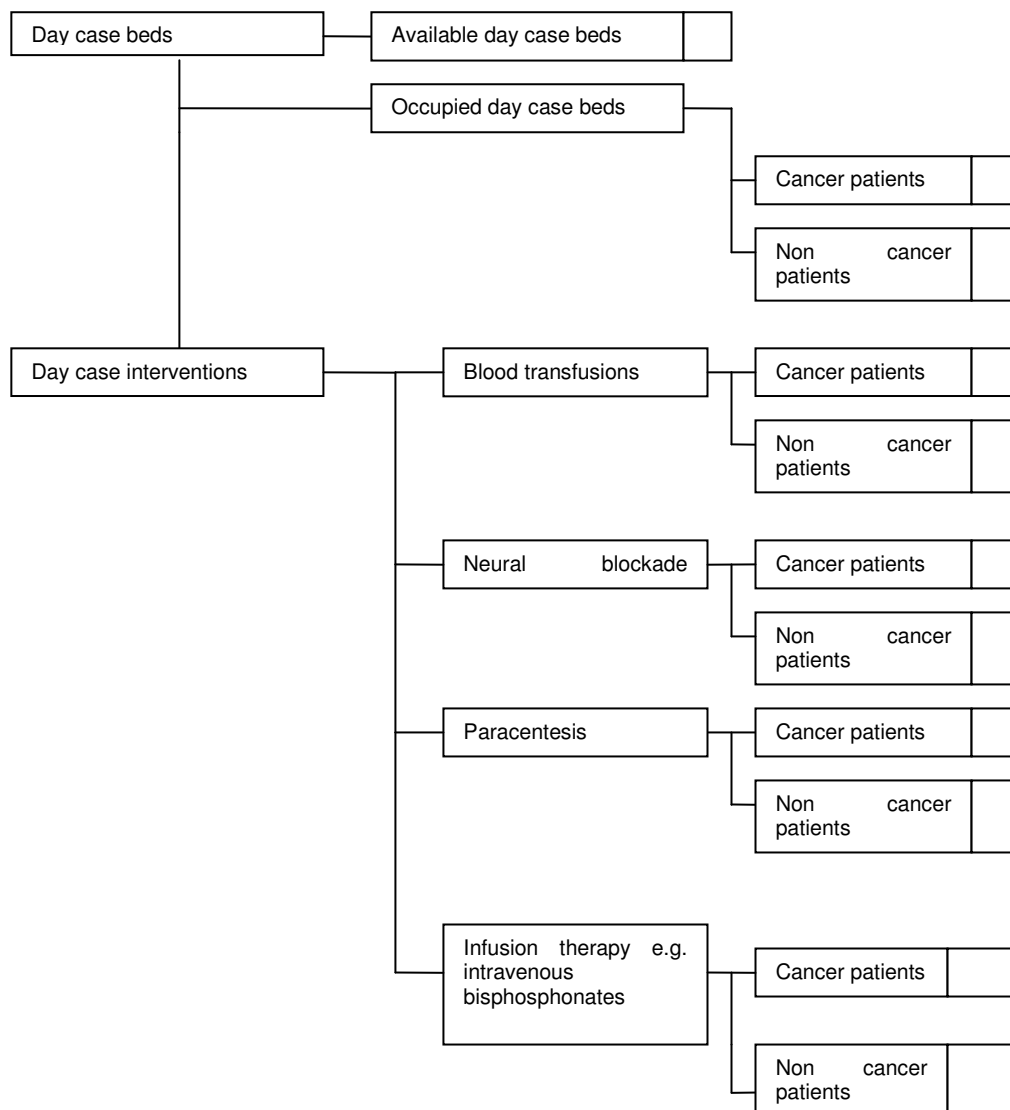 Day case beds
Available day case beds
Occupied day case beds
Cancer patients
Non cancer
patients
Day case interventions
Blood transfusions
Cancer patients
Non cancer
patients
Neural blockade
Cancer patients
Non cancer
patients
Paracentesis
Cancer patients
Non cancer
patients
Infusion therapy e.g.
intravenous
bisphosphonates
Cancer patients
Non cancer
patients